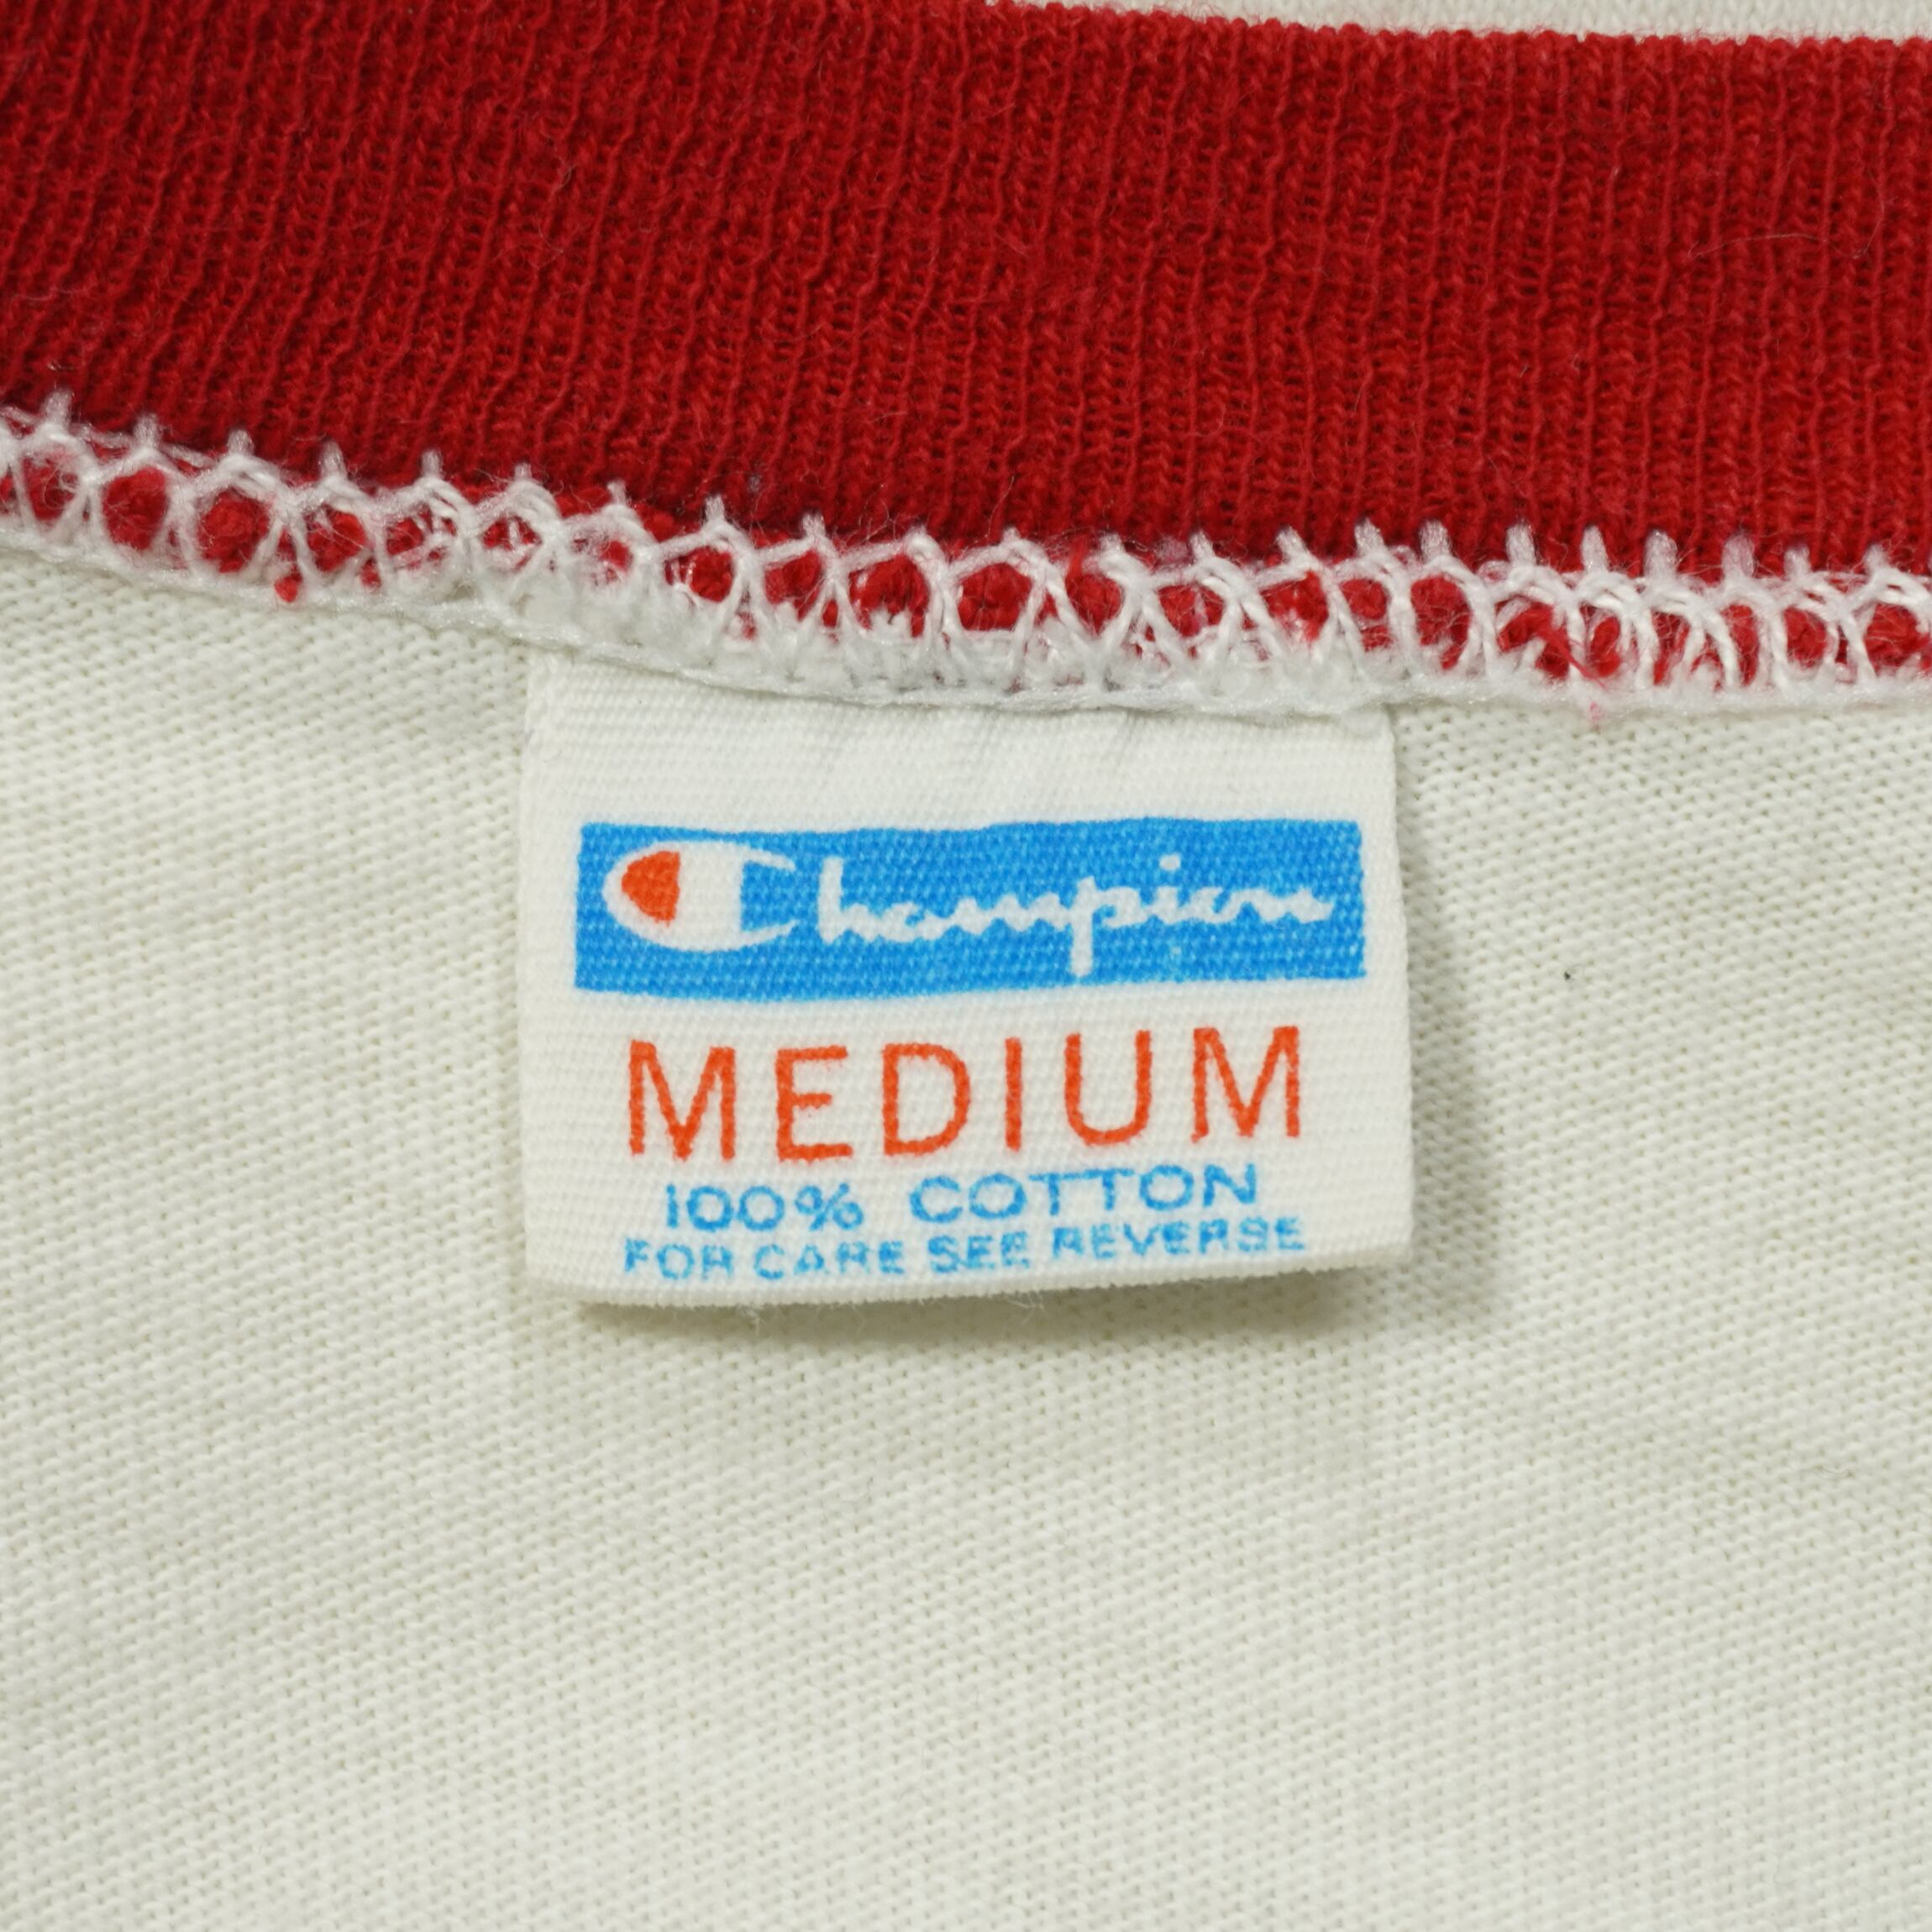 Champion
MEDIUM
100% COTTON
FOR CARE SEE REVERSE